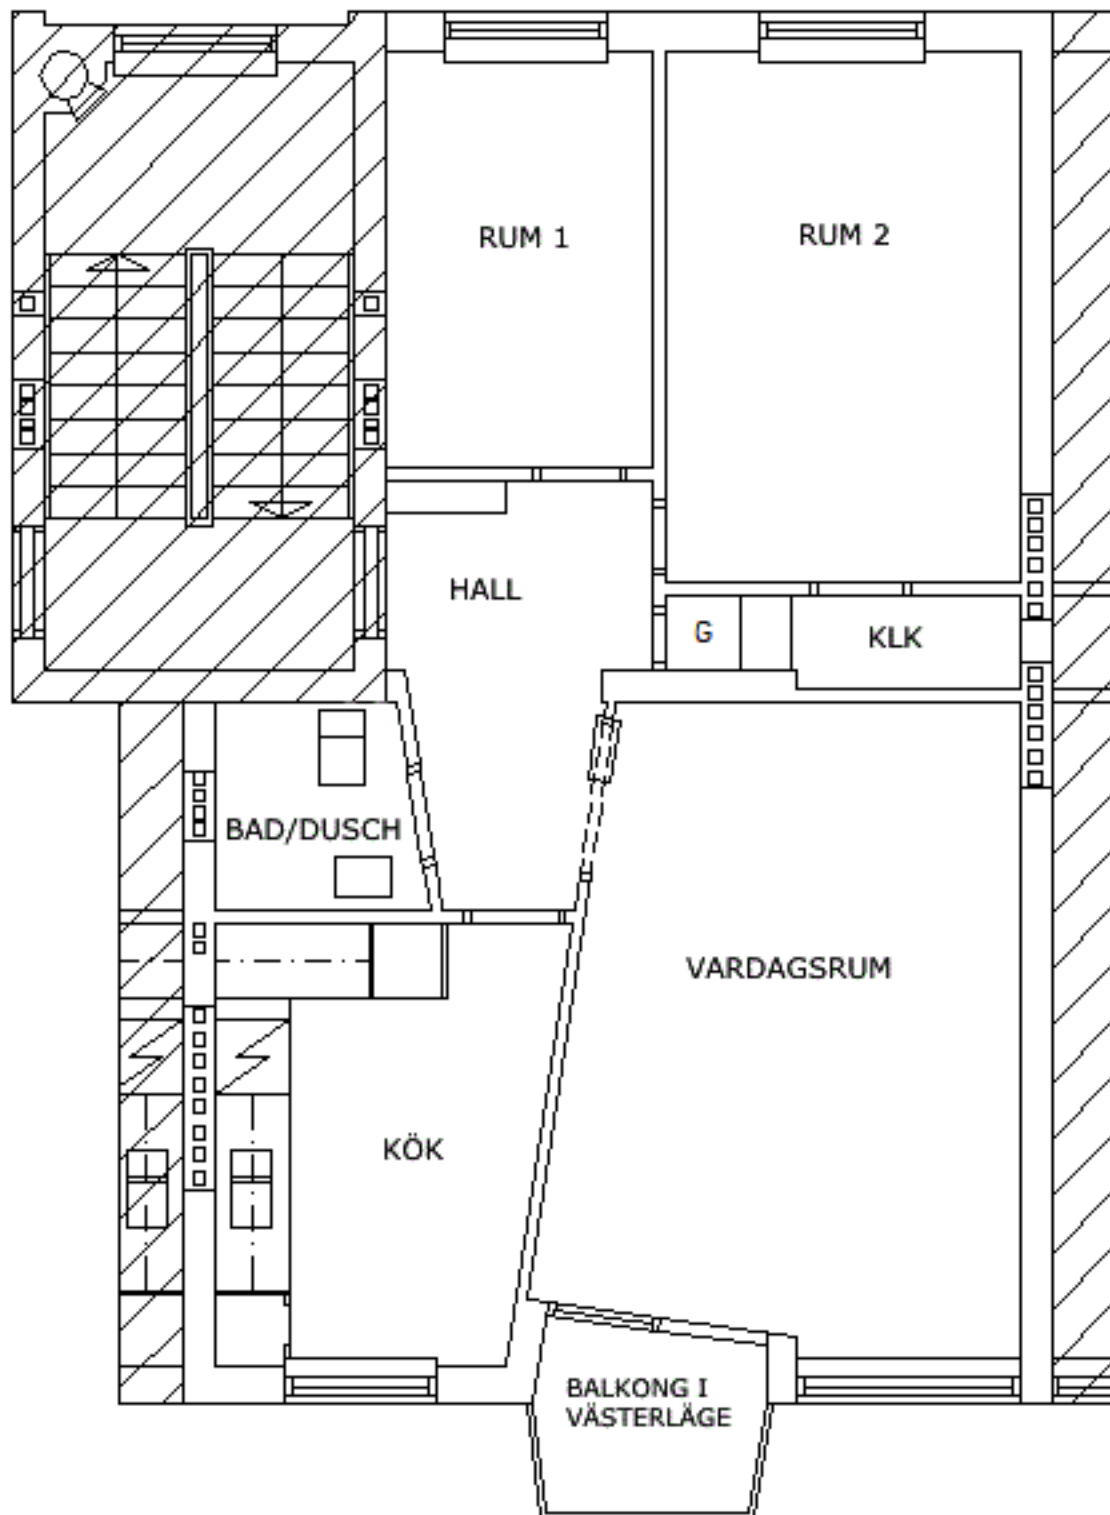 RUM 1
RUM 2
HALL
G
KLK
BAD/DUSCH
VARDAGSRUM
KÖK
BALKONG I
VÄSTERLÄGE